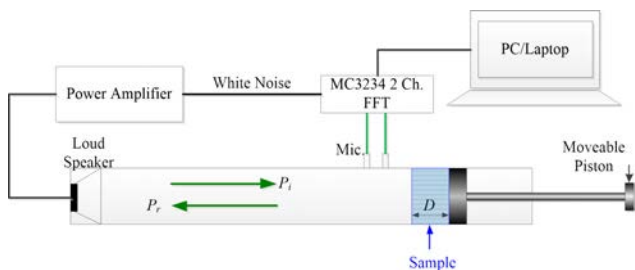 PC/Laptop
White Noise
MC3234 2 Ch.
FFT
Power Amplifier
Loud
Speaker
Mic.
Moveable
Piston
Pi
Pr
D
Sample